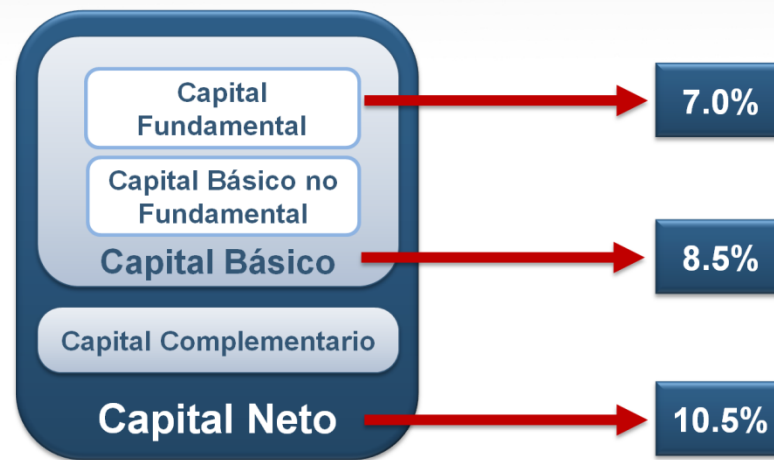 Capital
Fundamental
7.0%
Capital Básico no
Fundamental
Capital Básico
8.5%
Capital Complementario
Capital Neto
10.5%